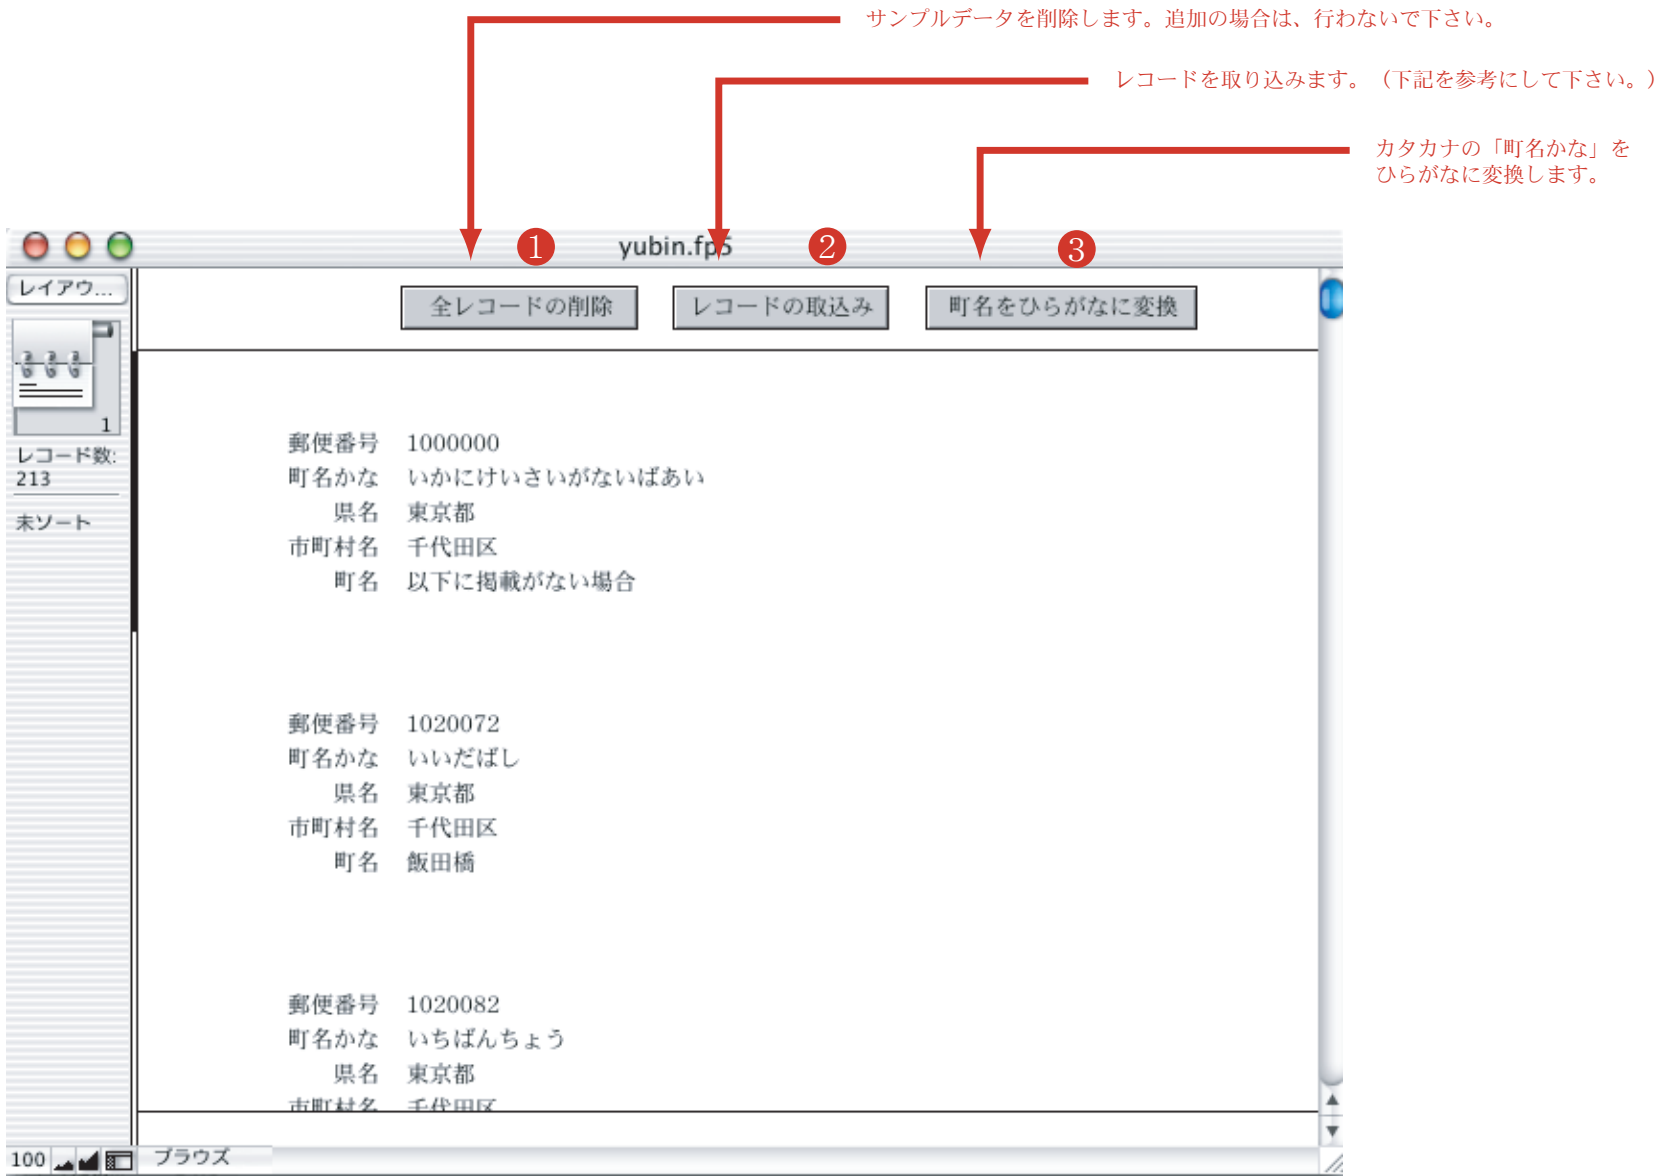 サンプルデータを削除します。追加の場合は、行わないで下さい。
レコードを取り込みます。（下記を参考にして下さい。）
カタカナの「町名かな」を
ひらがなに変換します。
1 2 3
yubin.fp5
レイアウ...
全レコードの削除 レコードの取込み 町名をひらがなに変換
1
レコード数:
213
未ソート
郵便番号 1000000
町名かな いかにけいさいがないばあい
県名 東京都
市町村名 千代田区
町名 以下に掲載がない場合
郵便番号 1020072
町名かな いいだばし
県名 東京都
市町村名 千代田区
町名 飯田橋
郵便番号 1020082
町名かな いちばんちょう
県名 東京都
市町村名 千代田区
100 ブラウズ